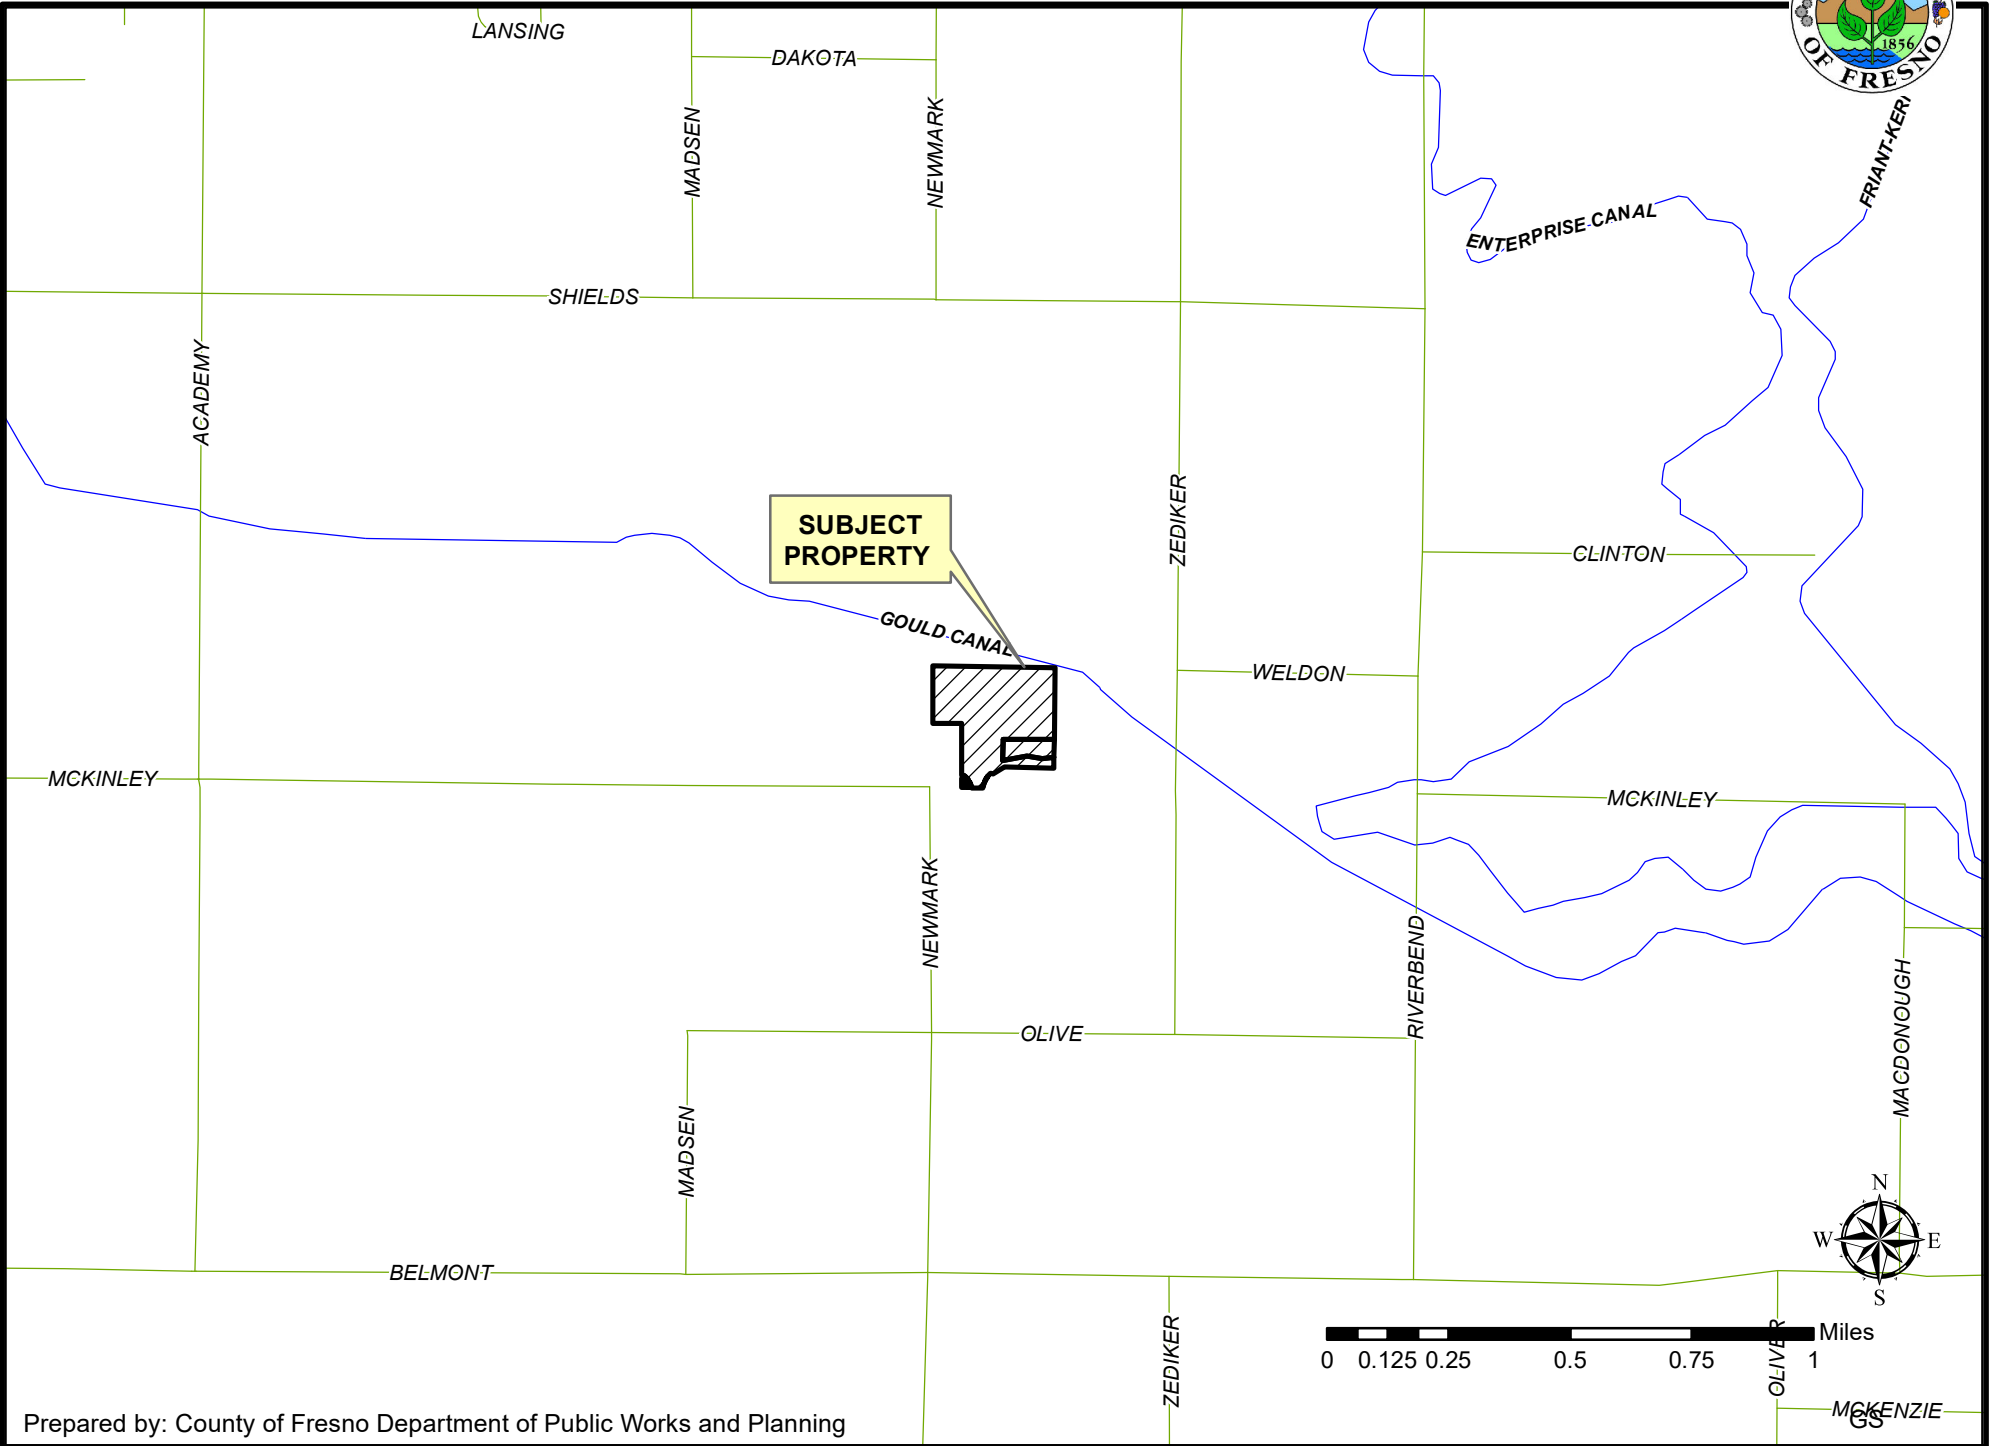 LANSING
DAKOTA
1856
OF FRESNO
MADSEN
NEWMARK
FRIANT-KER
ENTERPRISE CANAL
SHIELDS
ACADEMY
ZEDIKER
SUBJECT
PROPERTY
CLINTON
GOULD CANAL
WELDON
MCKINLEY
MCKINLEY
NEWMARK
RIVERBEND
MACDONOUGH
OLIVE
MADSEN
N
W
E
S
BELMONT
ZEDIKER
OLIVER
Miles
0 0.125 0.25 0.5 0.75 1
MCKENZIE
GS
Prepared by: County of Fresno Department of Public Works and Planning